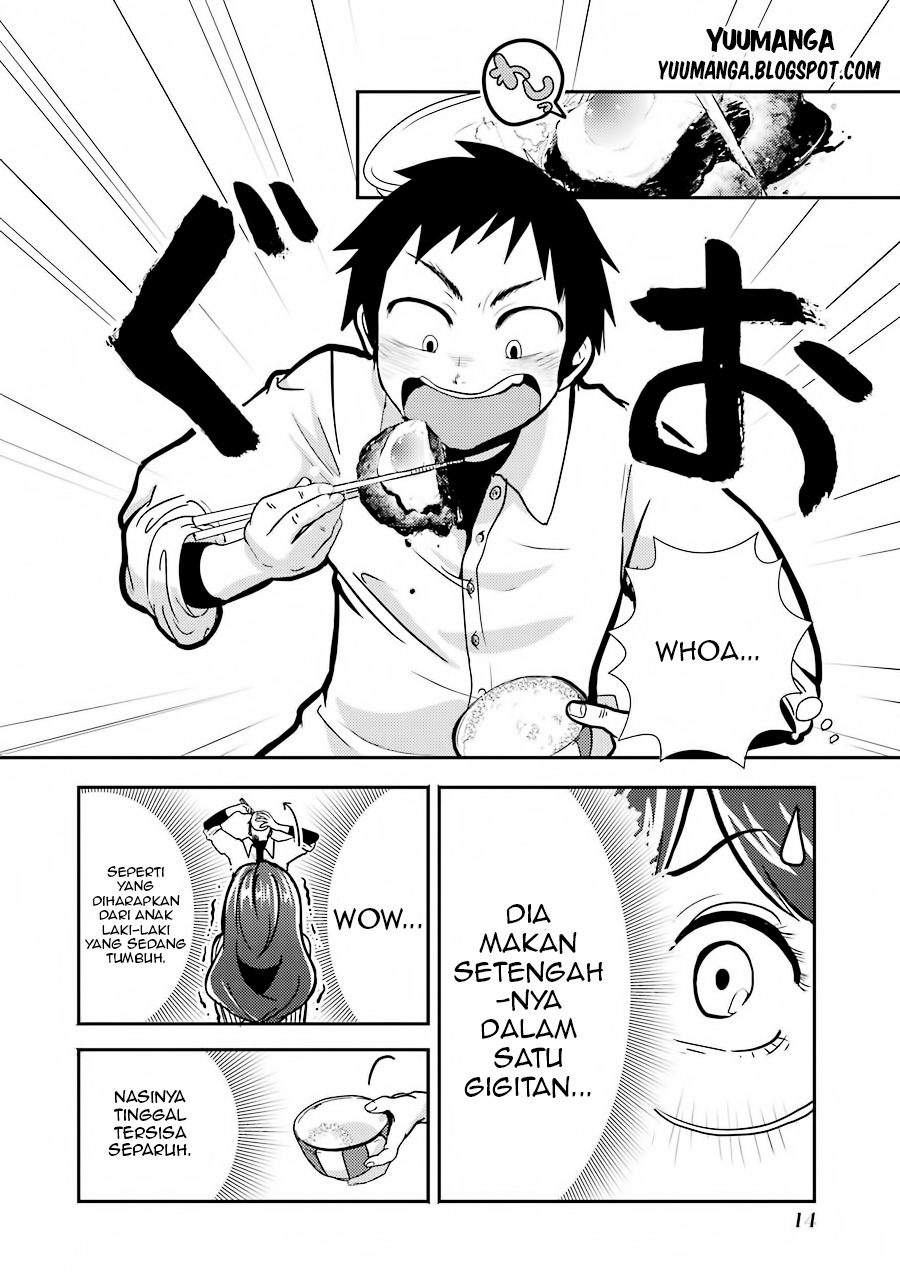 YUUMANGA
YUUMANGA.BLOGSPOT.COM
お
ぐ
WHOA...
DIA
MAKAN
SETENGAH
-NYA
DALAM
SATU
GIGITAN...
WOW...
SEPERTI
YANG
DIHARAPKAN
DARI ANAK
LAKI-LAKI
YANG SEDANG
TUMBUH.
NASINYA
TINGGAL
TERSISA
SEPARUH.
14